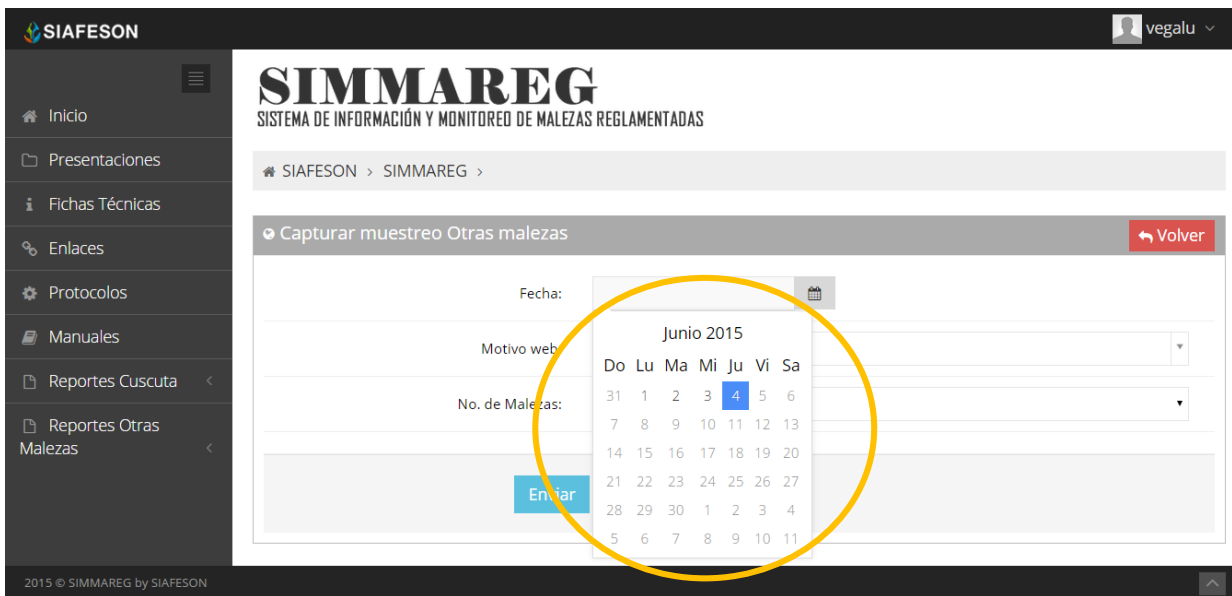 SIAFESON
vegalu
Inicio
Presentaciones
Fichas Técnicas
Enlaces
Protocolos
Manuales
Reportes Cuscuta
Reportes Otras
Malezas
SIMMAREG
SISTEMA DE INFORMACIÓN Y MONITOREO DE MALEZAS REGLAMENTADAS
SIAFESON > SIMMAREG >
Capturar muestreo Otras malezas
Volver
Fecha:
Motivo web:
No. de Malezas:
Enviar
Junio 2015
Do Lu Ma Mi Ju Vi Sa
31 1 2 3 4 5 6
7 8 9 10 11 12 13
14 15 16 17 18 19 20
21 22 23 24 25 26 27
28 29 30 1 2 3 4
5 6 7 8 9 10 11
2015 © SIMMAREG by SIAFESON